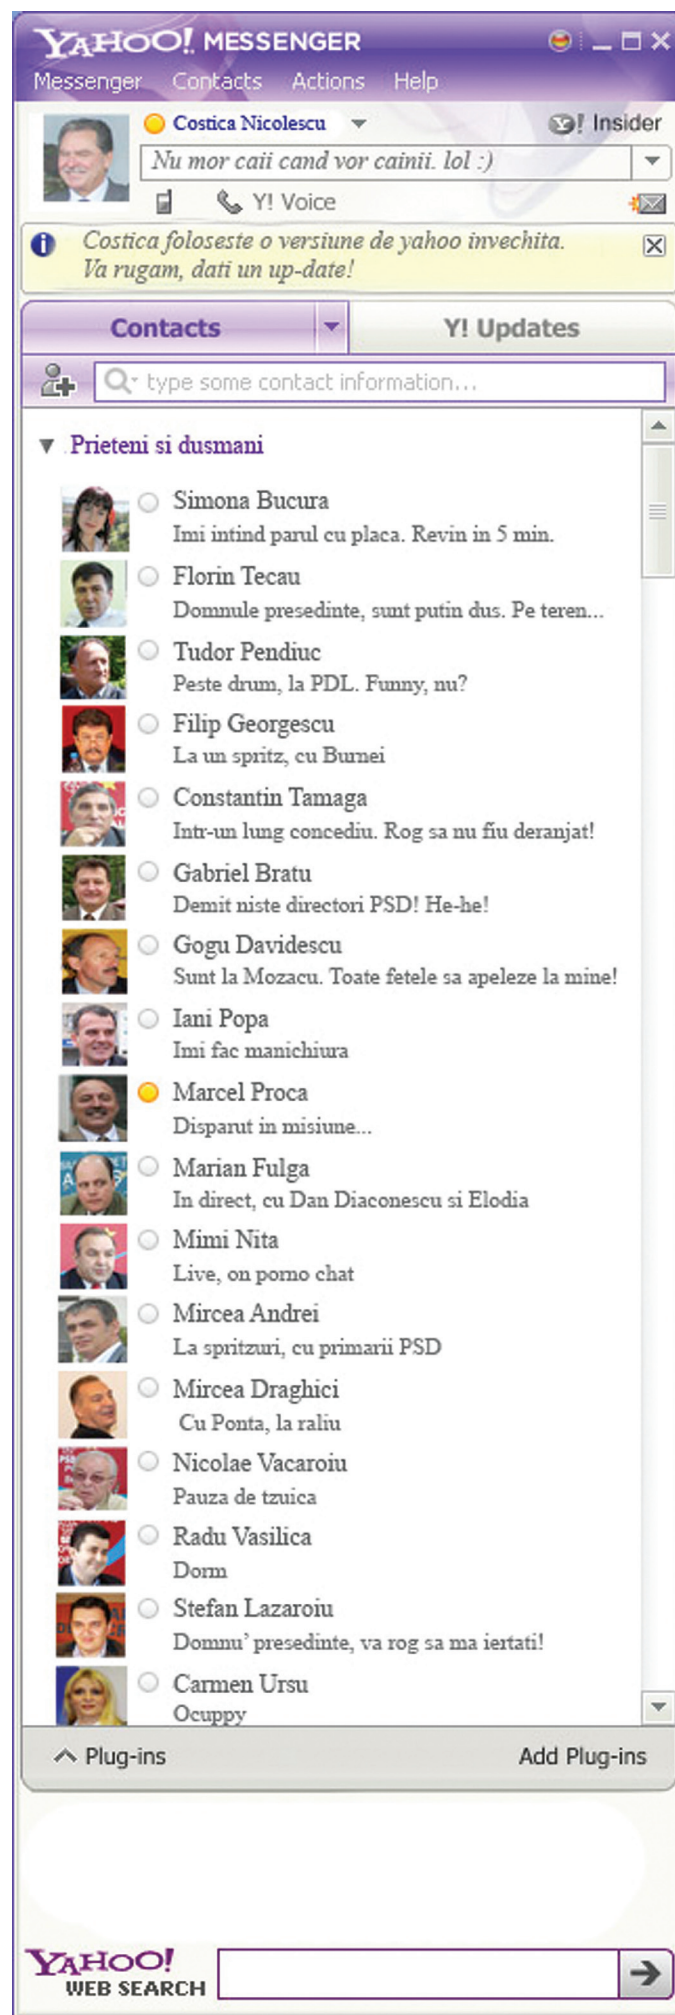 YAHOO! MESSENGER
Messenger Contacts Actions Help
Costica Nicolescu Y! Insider
Nu mor caii cand vor cainii. lol :)
Y! Voice
Costica foloseste o versiune de yahoo invechita.
Va rugam, dati un up-date!
Contacts Y! Updates
type some contact information...
Prieteni si dusmani
Simona Bucura
Imi intind parul cu placa. Revin in 5 min.
Florin Tecau
Domnule presedinte, sunt putin dus. Pe teren...
Tudor Pendiuc
Peste drum, la PDL. Funny, nu?
Filip Georgescu
La un spritz, cu Burnei
Constantin Tamaga
Intr-un lung concediu. Rog sa nu fiu deranjat!
Gabriel Bratu
Demit niste directori PSD! He-he!
Gogu Davidescu
Sunt la Mozacu. Toate fetele sa apeleze la mine!
Iani Popa
Imi fac manichiura
Marcel Proca
Disparut in misiune...
Marian Fulga
In direct, cu Dan Diaconescu si Elodia
Mimi Nita
Live, on porno chat
Mircea Andrei
La spritzuri, cu primarii PSD
Mircea Draghici
Cu Ponta, la raliu
Nicolae Vacaroiu
Pauza de tzuica
Radu Vasilica
Dorm
Stefan Lazaroiu
Domnu' presedinte, va rog sa ma iertati!
Carmen Ursu
Ocuppy
Plug-ins Add Plug-ins
YAHOO!
WEB SEARCH